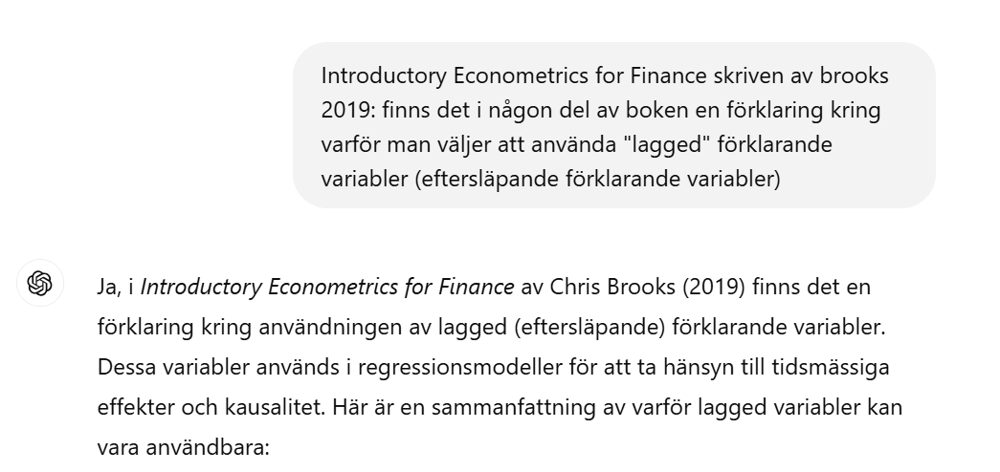 Introductory Econometrics for Finance skriven av brooks
2019: finns det i någon del av boken en förklaring kring
varför man väljer att använda "lagged" förklarande
variabler (eftersläpande förklarande variabler)
Ja, i Introductory Econometrics for Finance av Chris Brooks (2019) finns det en
förklaring kring användningen av lagged (eftersläpande) förklarande variabler.
Dessa variabler används i regressionsmodeller för att ta hänsyn till tidsmässiga
effekter och kausalitet. Här är en sammanfattning av varför lagged variabler kan
vara användbara: